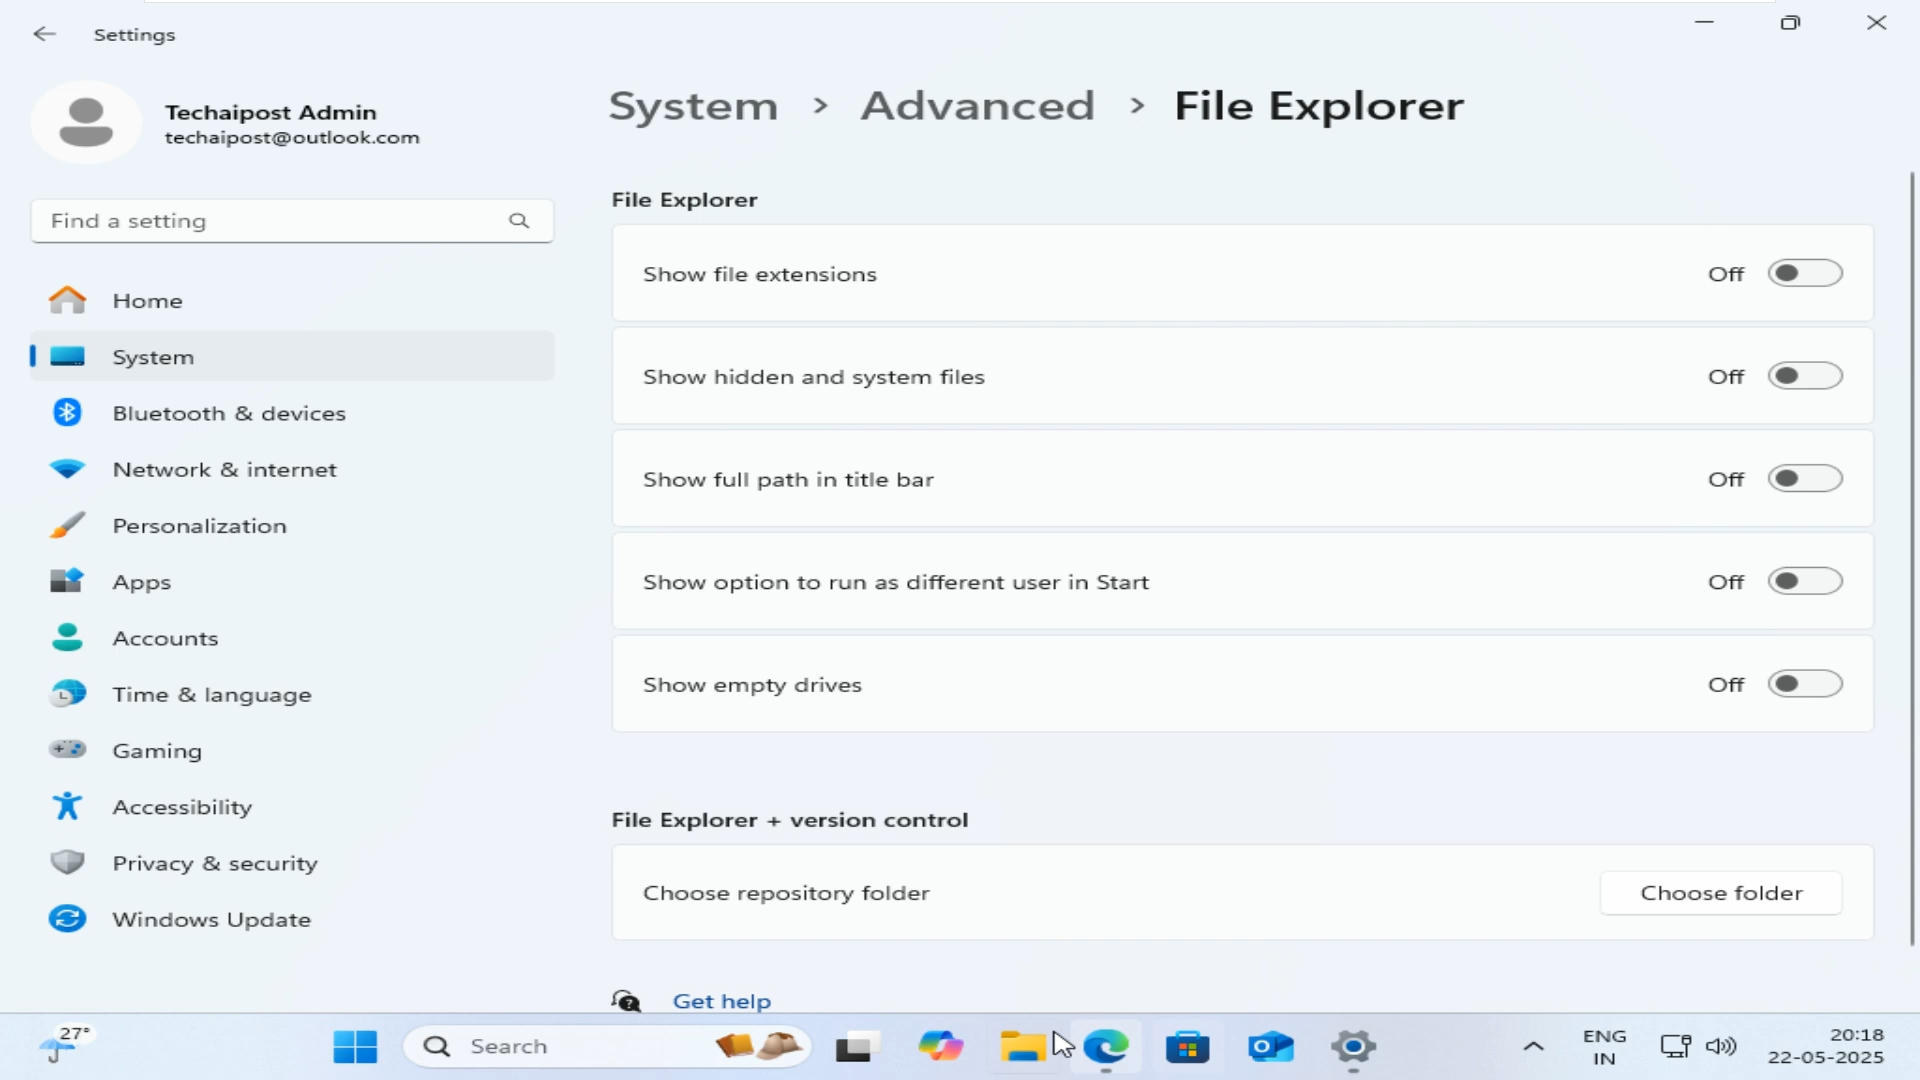 Settings
Techaipost Admin
techaipost@outlook.com
Find a setting
Home
System
Bluetooth & devices
Network & internet
Personalization
Apps
Accounts
Time & language
Gaming
Accessibility
Privacy & security
Windows Update
System > Advanced > File Explorer
File Explorer
Show file extensions Off
Show hidden and system files Off
Show full path in title bar Off
Show option to run as different user in Start Off
Show empty drives Off
File Explorer + version control
Choose repository folder Choose folder
Get help
27°
Search
ENG
IN
20:18
22-05-2025